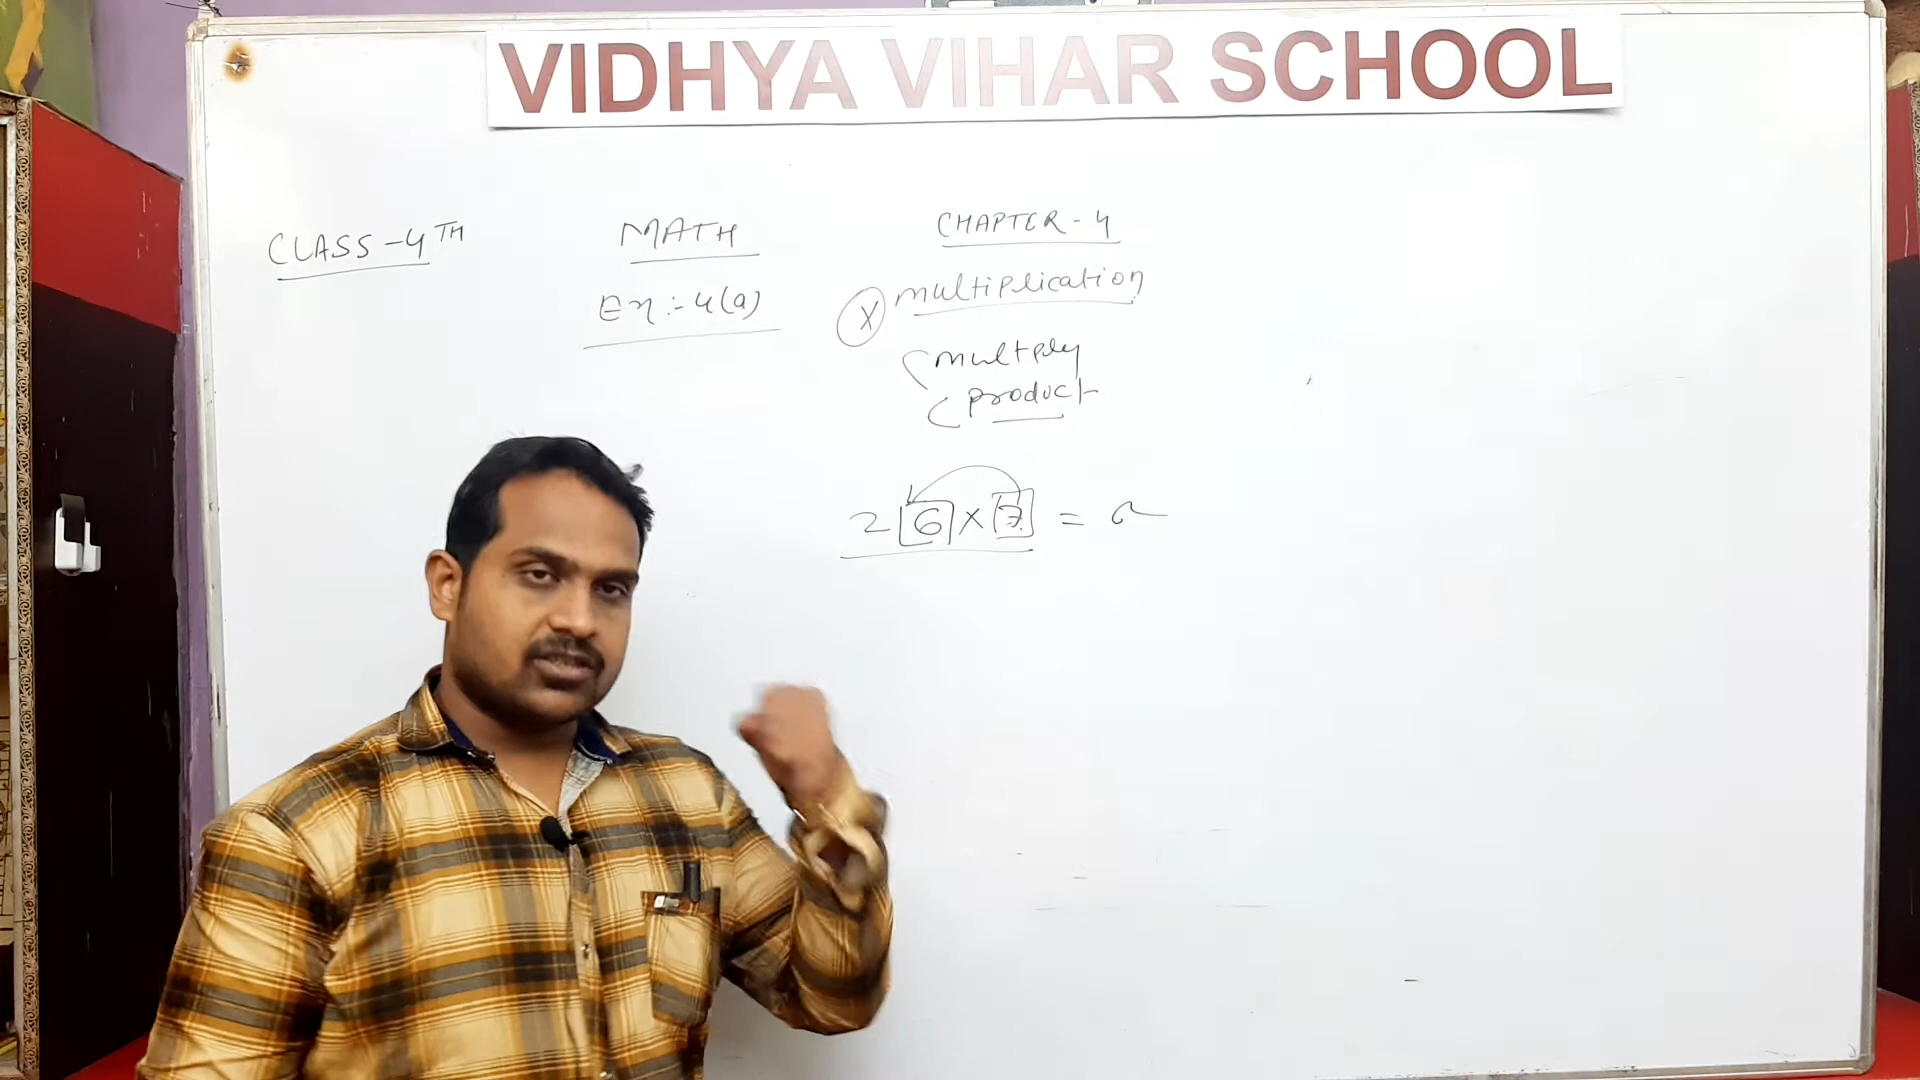 VIDHYA VIHAR SCHOOL
CLASS-4TH
MATH
CHAPTER-4
Ex:-4(a)
(X) multiplication
multply
product
26×7 =